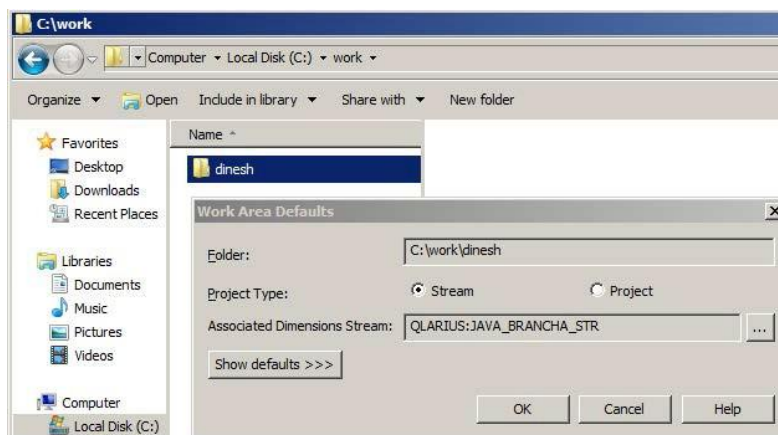 C:\work
Computer Local Disk (C:) work
Organize Open Include in library Share with New folder
Favorites
Desktop
Downloads
Recent Places
Libraries
Documents
Music
Pictures
Videos
Computer
Local Disk (C:)
Name
dinesh
Work Area Defaults
Folder: C:\work\dinesh
Project Type: Stream Project
Associated Dimensions Stream: QLARIUS:JAVA_BRANCHA_STR ...
Show defaults >>>
OK Cancel Help